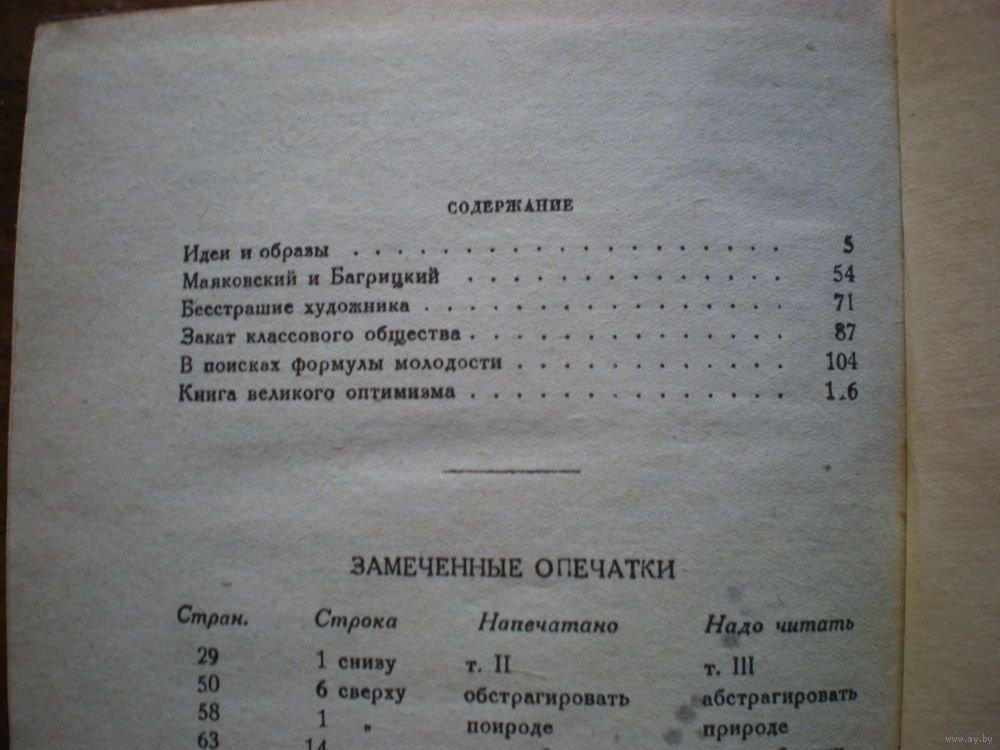 СОДЕРЖАНИЕ
Идеи и образы . . . . . . . . . . . . . . . . . . . 5
Маяковский и Багрицкий . . . . . . . . . . . . . . 54
Бесстрашие художника . . . . . . . . . . . . . . . . 71
Закат классового общества . . . . . . . . . . . . . . 87
В поисках формулы молодости . . . . . . . . . . . . 104
Книга великого оптимизма . . . . . . . . . . . . . .
ЗАМЕЧЕННЫЕ ОПЕЧАТКИ
Стран. Строка Напечатано Надо читать
29 1 снизу т. II т. III
50 6 сверху обстрагировать абстрагировать
58 1 „ поироде природе
63 14
www.ay.by